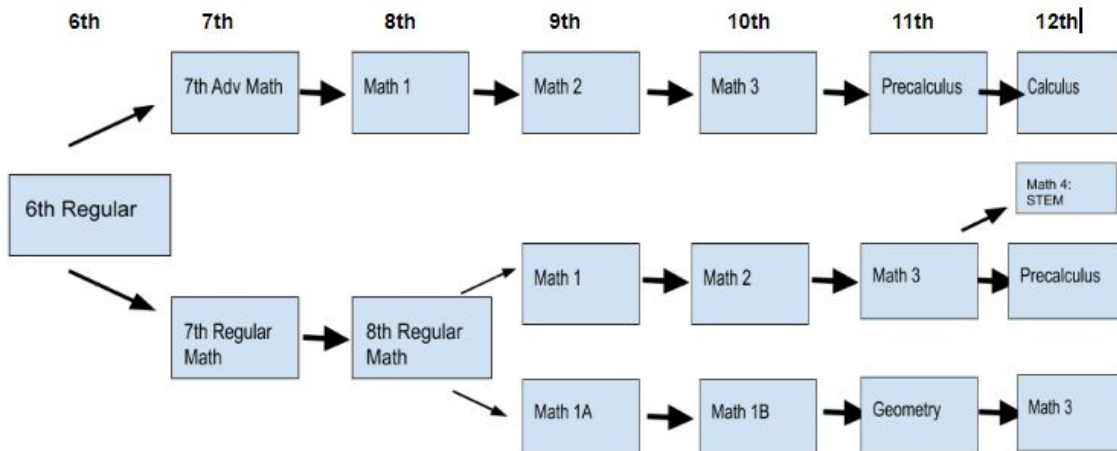 6th 7th 8th 9th 10th 11th 12th
7th Adv Math
Math 1
Math 2
Math 3
Precalculus
Calculus
6th Regular
Math 4:
STEM
Math 1
Math 2
Math 3
Precalculus
7th Regular
Math
8th Regular
Math
Math 1A
Math 1B
Geometry
Math 3